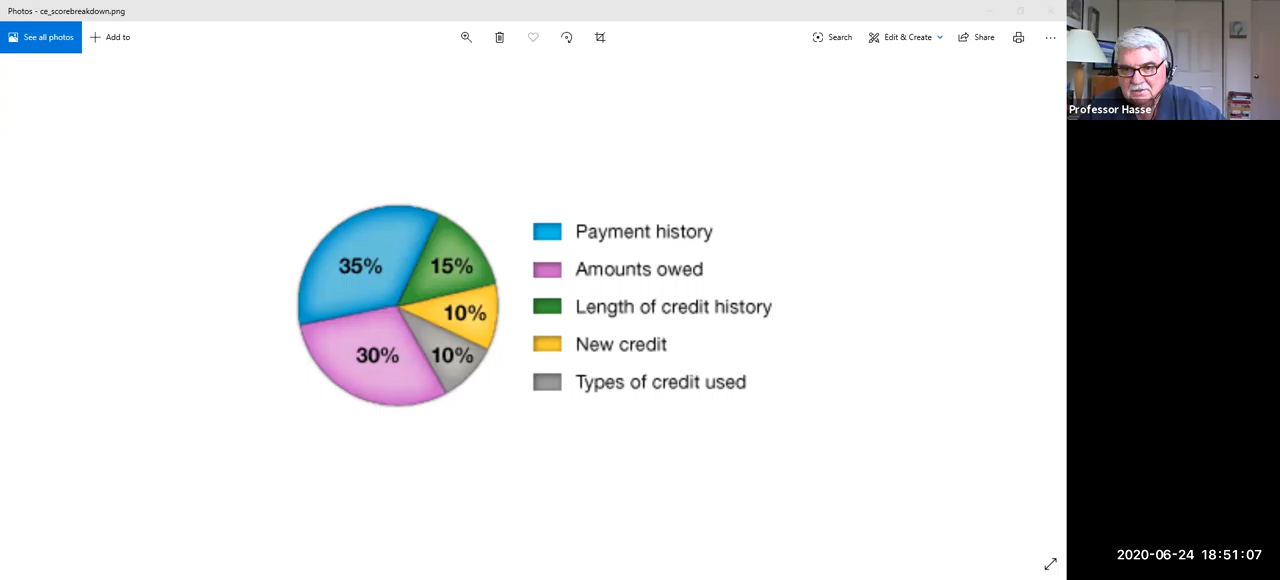 Photos - ce_scorebreakdown.png
See all photos
Add to
Search
Edit & Create
Share
Professor Hasse
35%
15%
10%
30%
10%
Payment history
Amounts owed
Length of credit history
New credit
Types of credit used
2020-06-24 18:51:07